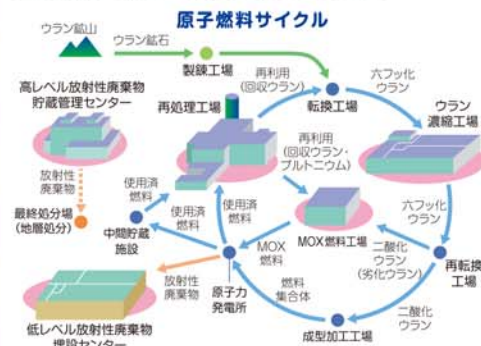 原子燃料サイクル
ウラン鉱山
ウラン鉱石
製錬工場
高レベル放射性廃棄物
貯蔵管理センター
再処理工場
再利用
(回収ウラン)
転換工場
六フッ化
ウラン
ウラン
濃縮工場
再利用
(回収ウラン・
プルトニウム)
放射性
廃棄物
使用済
燃料
最終処分場
(地層処分)
中間貯蔵
施設
使用済
燃料
使用済
燃料
MOX
燃料
MOX燃料工場
六フッ化
ウラン
二酸化
ウラン
(劣化ウラン)
再転換
工場
放射性
廃棄物
原子力
発電所
燃料
集合体
二酸化
ウラン
成型加工工場
低レベル放射性廃棄物
埋設センター